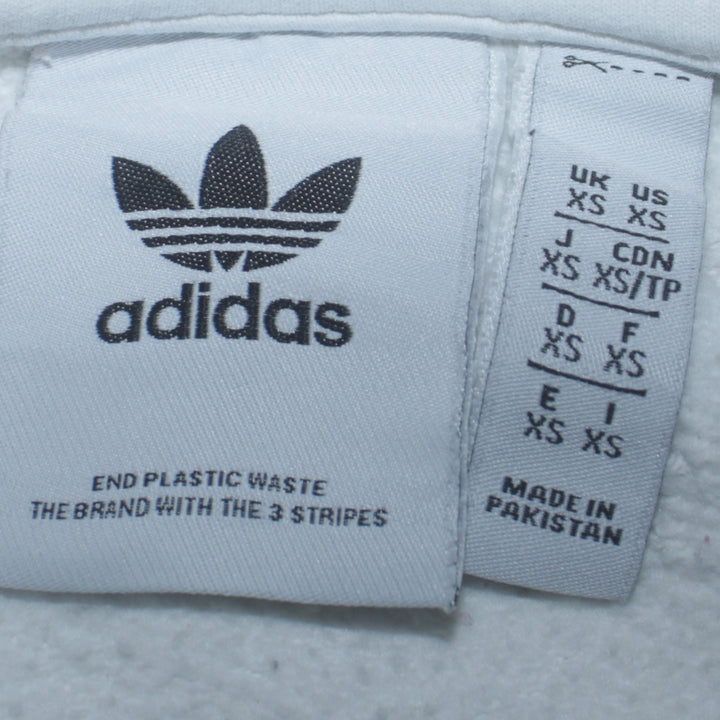 adidas
END PLASTIC WASTE
THE BRAND WITH THE 3 STRIPES
UK US
XS XS
J CDN
XS XS/TP
D F
XS XS
E I
XS XS
MADE IN
PAKISTAN